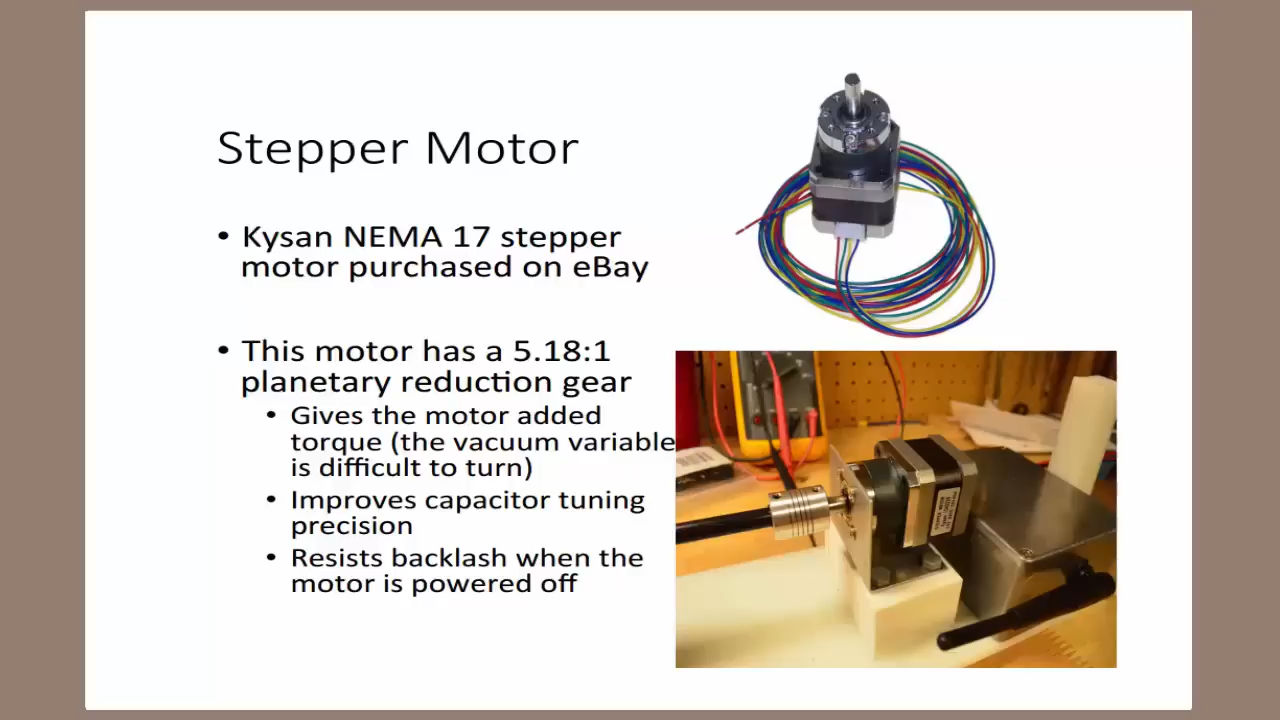 Stepper Motor
• Kysan NEMA 17 stepper
motor purchased on eBay
• This motor has a 5.18:1
planetary reduction gear
• Gives the motor added
torque (the vacuum variable
is difficult to turn)
• Improves capacitor tuning
precision
• Resists backlash when the
motor is powered off